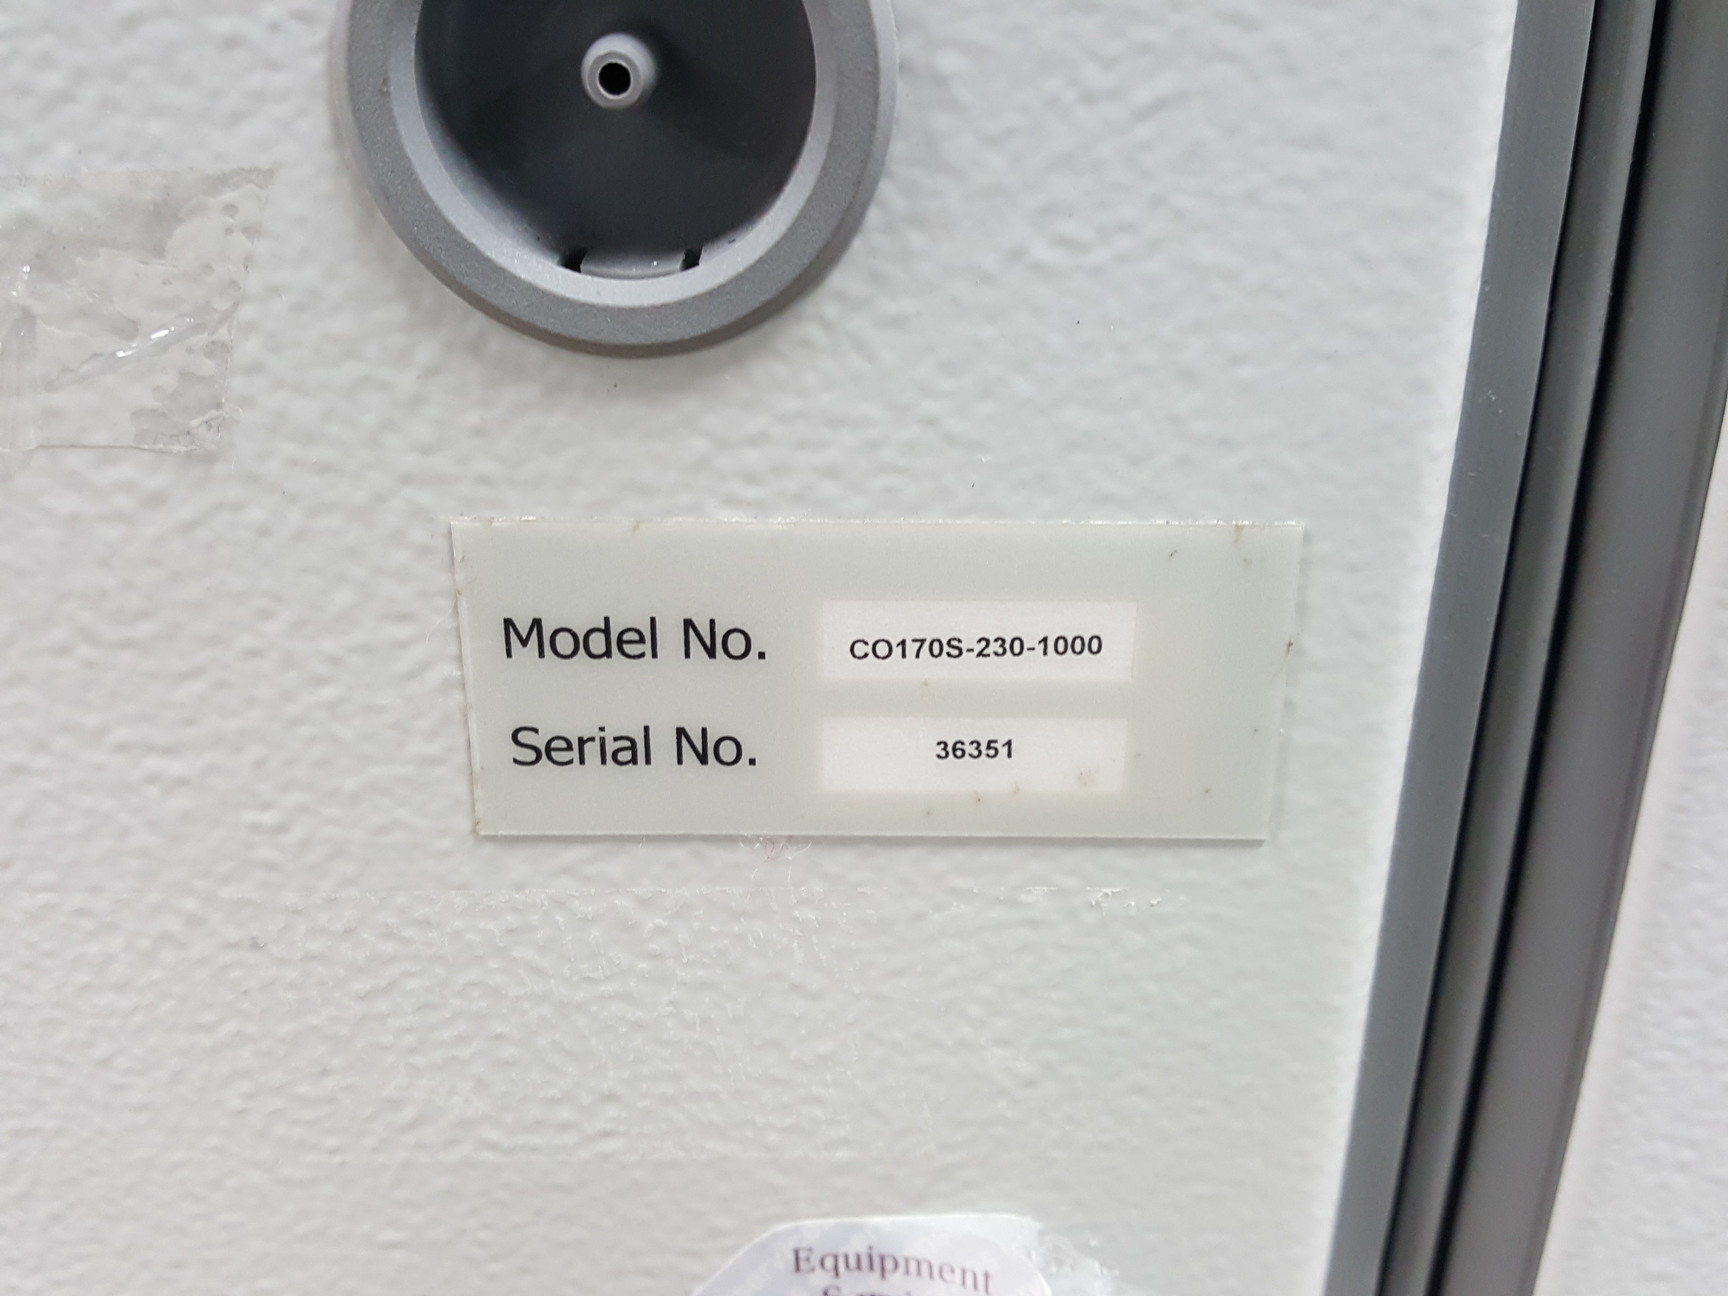 Model No. CO170S-230-1000
Serial No. 36351
Equipment